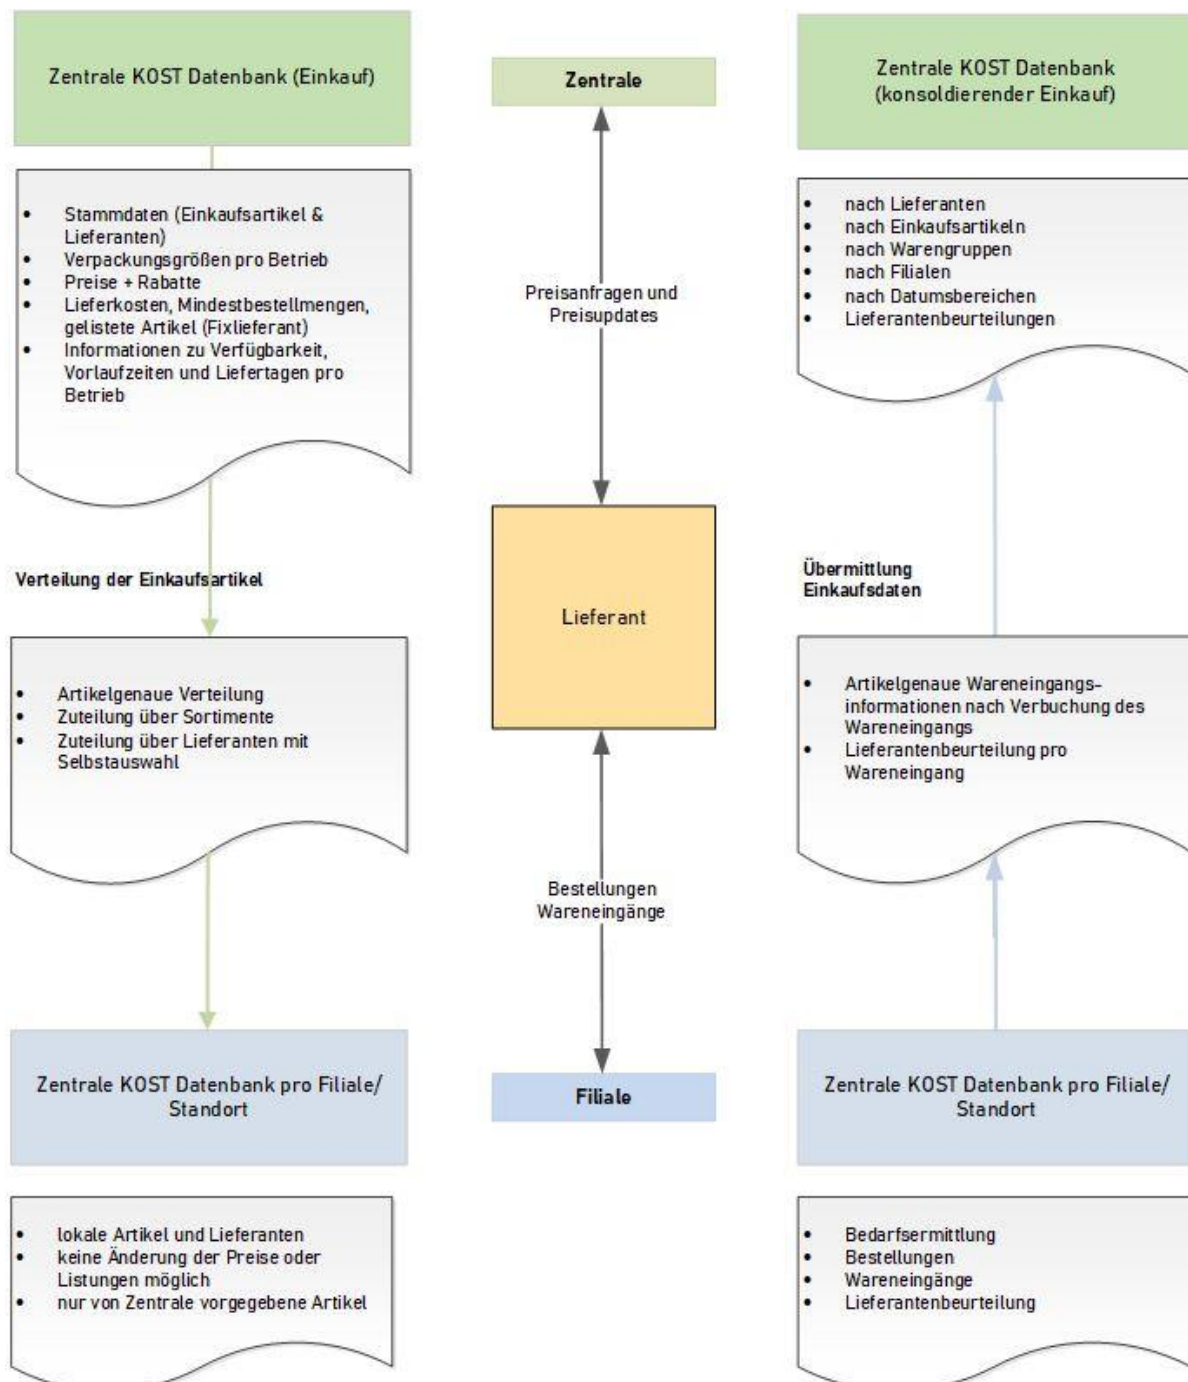 Zentrale KOST Datenbank (Einkauf)
• Stammdaten (Einkaufsartikel &
Lieferanten)
• Verpackungsgrößen pro Betrieb
• Preise + Rabatte
• Lieferkosten, Mindestbestellmengen,
gelistete Artikel (Fixlieferant)
• Informationen zu Verfügbarkeit,
Vorlaufzeiten und Liefertagen pro
Betrieb
Verteilung der Einkaufsartikel
• Artikelgenaue Verteilung
• Zuteilung über Sortimente
• Zuteilung über Lieferanten mit
Selbstauswahl
Zentrale KOST Datenbank pro Filiale/
Standort
• lokale Artikel und Lieferanten
• keine Änderung der Preise oder
Listungen möglich
• nur von Zentrale vorgegebene Artikel
Zentrale
Preisanfragen und
Preisupdates
Lieferant
Bestellungen
Wareneingänge
Filiale
Zentrale KOST Datenbank
(konsoldierender Einkauf)
• nach Lieferanten
• nach Einkaufsartikeln
• nach Warengruppen
• nach Filialen
• nach Datumsbereichen
• Lieferantenbeurteilungen
Übermittlung
Einkaufsdaten
• Artikelgenaue Wareneingangs-
informationen nach Verbuchung des
Wareneingangs
• Lieferantenbeurteilung pro
Wareneingang
Zentrale KOST Datenbank pro Filiale/
Standort
• Bedarfsermittlung
• Bestellungen
• Wareneingänge
• Lieferantenbeurteilung